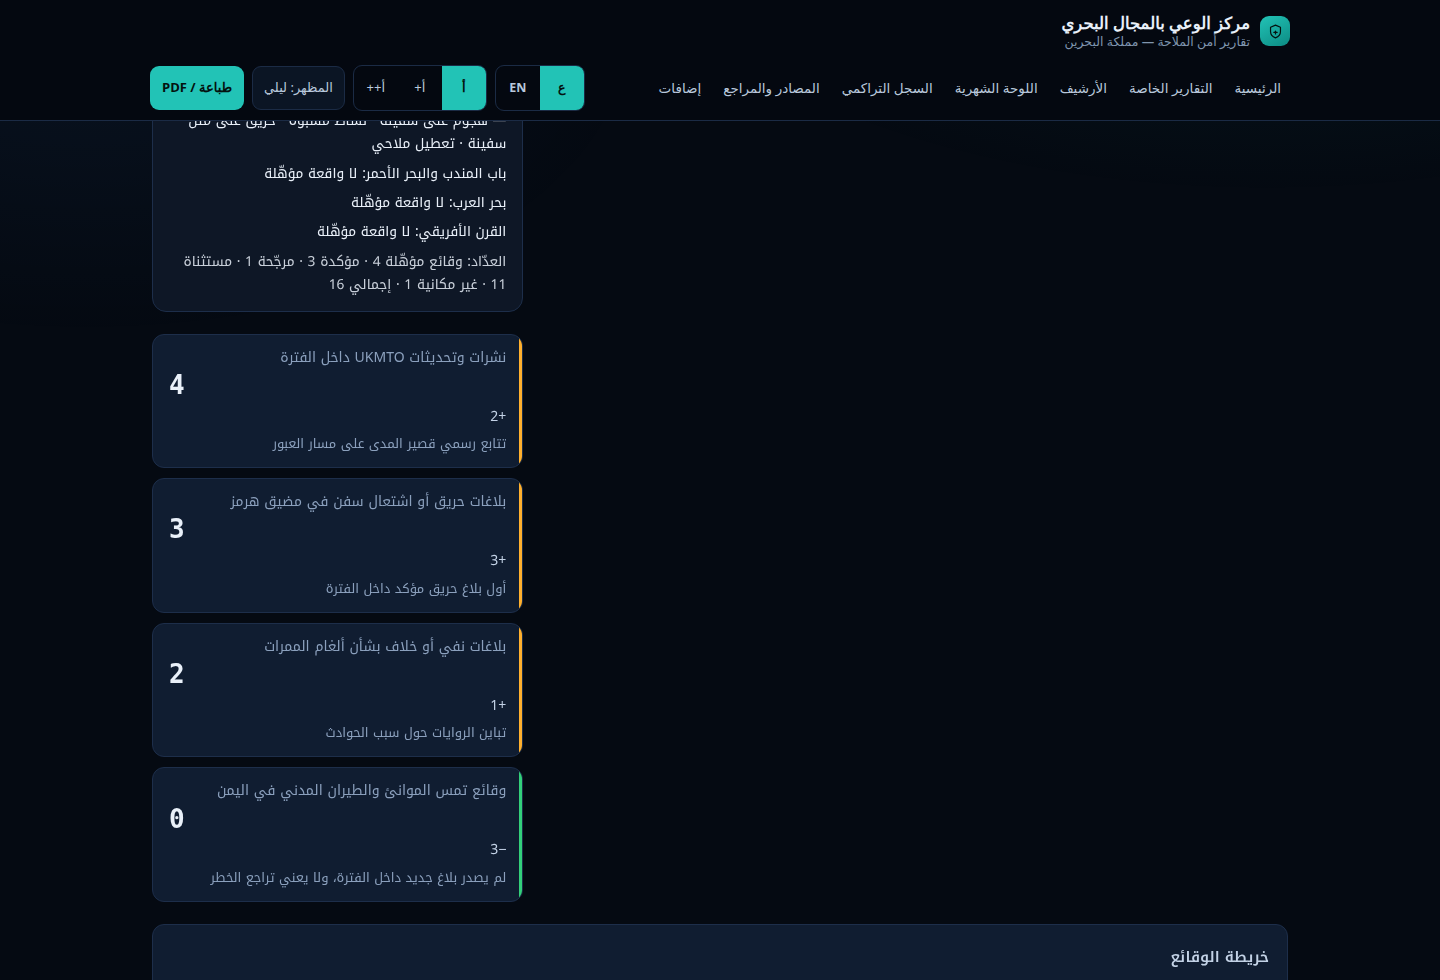 مركز الوعي بالمجال البحري
تقارير أمن الملاحة — مملكة البحرين
الرئيسية
التقارير الخاصة
الأرشيف
اللوحة الشهرية
السجل التراكمي
المصادر والمراجع
إضافات
ع
EN
أ
أ+
أ++
المظهر: ليلي
طباعة / PDF
سفينة · تعطيل ملاحي
باب المندب والبحر الأحمر: لا واقعة مؤهّلة
بحر العرب: لا واقعة مؤهّلة
القرن الأفريقي: لا واقعة مؤهّلة
العدّاد: وقائع مؤهّلة 4 · مؤكدة 3 · مرجّحة 1 · مستثناة
11 · غير مكانية 1 · إجمالي 16
نشرات وتحديثات UKMTO داخل الفترة
4
+2
تتابع رسمي قصير المدى على مسار العبور
بلاغات حريق أو اشتعال سفن في مضيق هرمز
3
+3
أول بلاغ حريق مؤكد داخل الفترة
بلاغات نفي أو خلاف بشأن ألغام الممرات
2
+1
تباين الروايات حول سبب الحوادث
وقائع تمس الموانئ والطيران المدني في اليمن
0
−3
لم يصدر بلاغ جديد داخل الفترة، ولا يعني تراجع الخطر
خريطة الوقائع